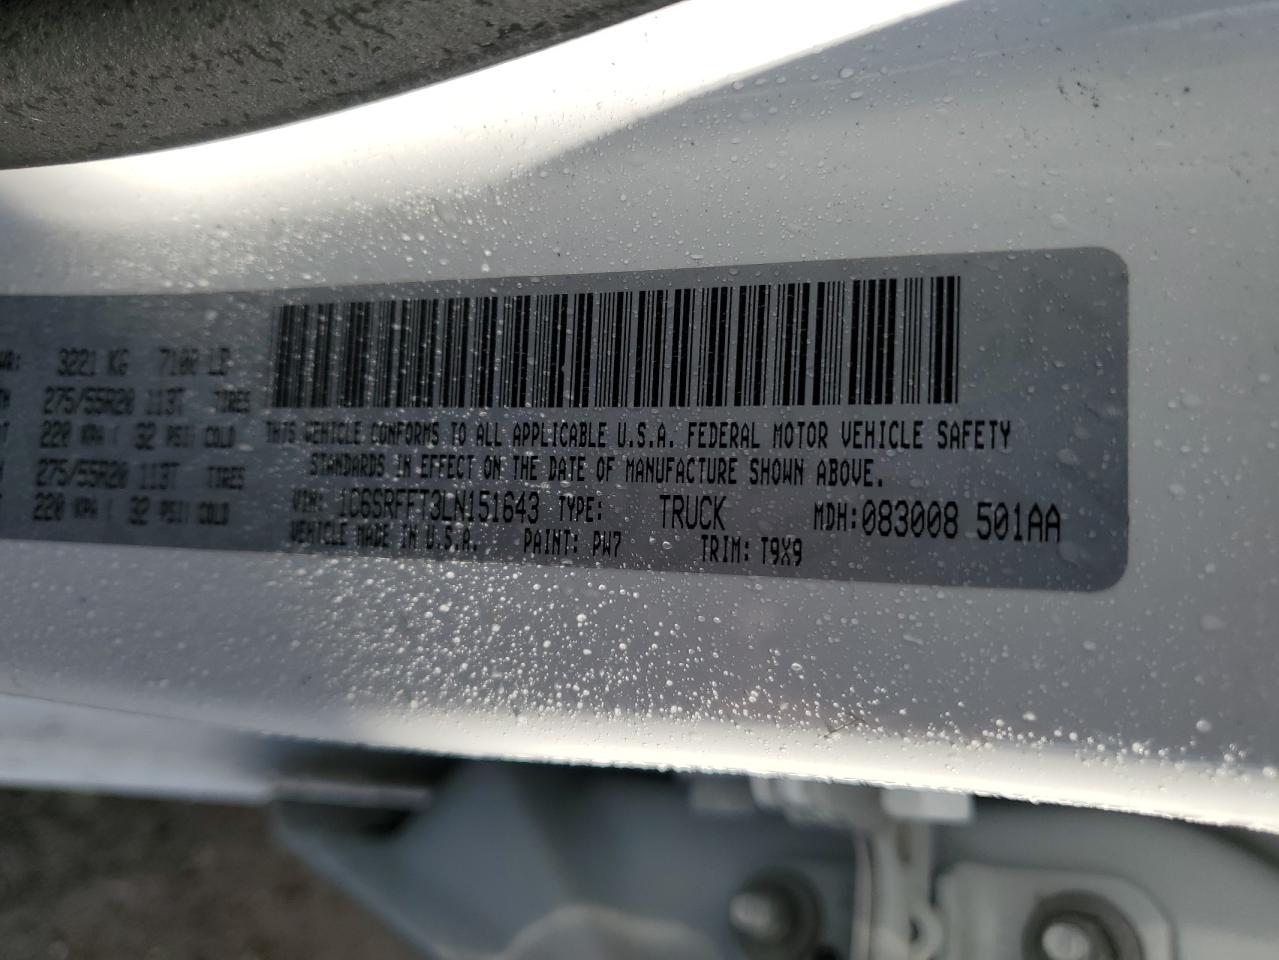 3221 KG 7100 LB
275/55R20 113T TIRES
220 KPA ( 32 PSI) COLD
275/55R20 113T TIRES
220 KPA ( 32 PSI) COLD
THIS VEHICLE CONFORMS TO ALL APPLICABLE U.S.A. FEDERAL MOTOR VEHICLE SAFETY
STANDARDS IN EFFECT ON THE DATE OF MANUFACTURE SHOWN ABOVE.
VIN: 1C6SRFFT3LN151643 TYPE: TRUCK MDH:083008 501AA
VEHICLE MADE IN U.S.A. PAINT: PW7 TRIM: T9X9